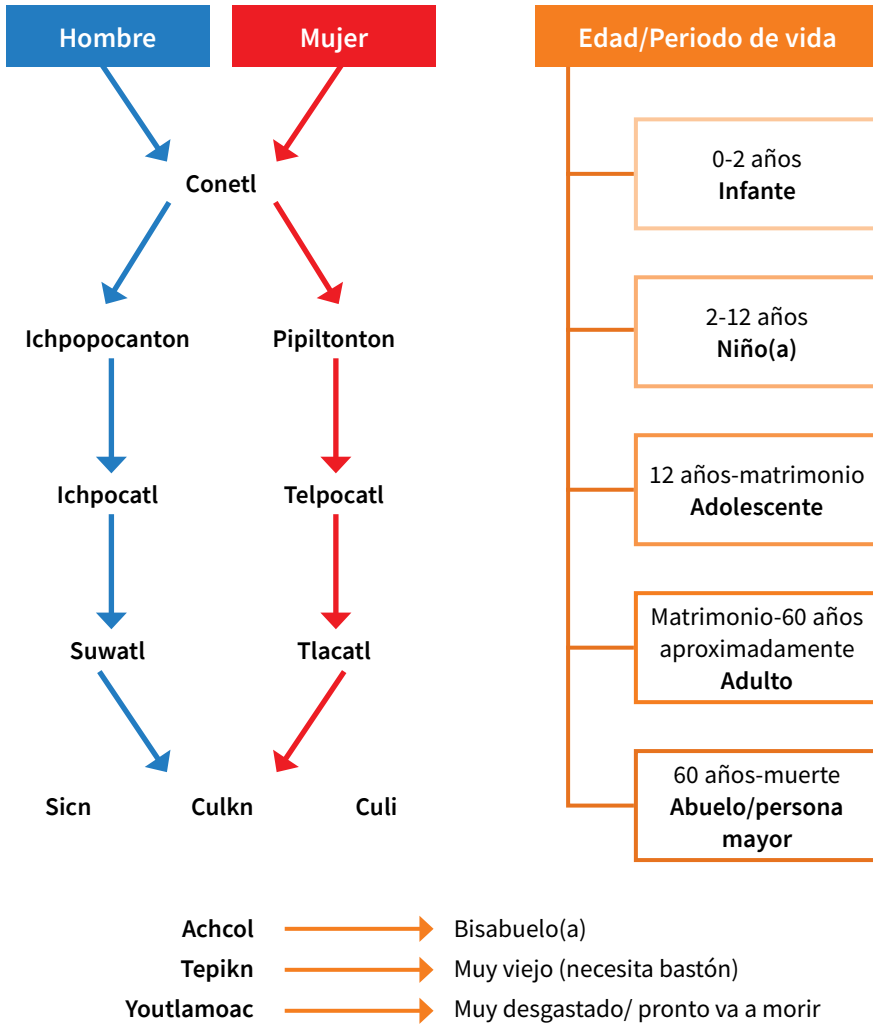 Hombre
Mujer
Edad/Periodo de vida
Conetl
0-2 años
Infante
Ichpopocanton
Pipiltonton
2-12 años
Niño(a)
Ichpocatl
Telpocatl
12 años-matrimonio
Adolescente
Suwatl
Tlacatl
Matrimonio-60 años
aproximadamente
Adulto
Sicn
Culkn
Culi
60 años-muerte
Abuelo/persona
mayor
Achcol
Bisabuelo(a)
Tepikn
Muy viejo (necesita bastón)
Youtlamoac
Muy desgastado/ pronto va a morir